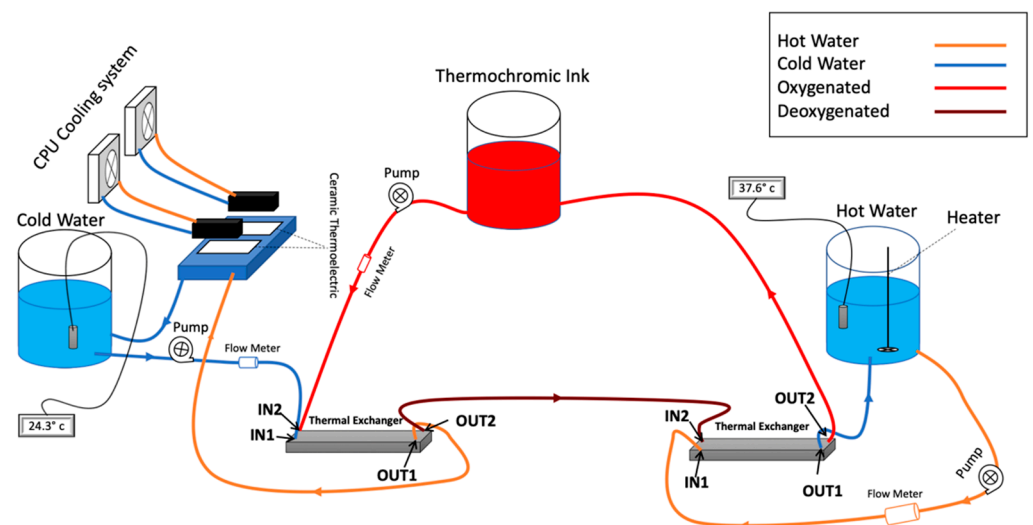 Hot Water
Cold Water
Oxygenated
Deoxygenated
CPU Cooling system
Thermochromic Ink
Pump
Ceramic Thermoelectric
Flow Meter
37.6° c
Hot Water
Heater
Cold Water
Pump
Flow Meter
24.3° c
IN2
IN1
Thermal Exchanger
OUT2
OUT1
IN2
IN1
Thermal Exchanger
OUT2
OUT1
Pump
Flow Meter